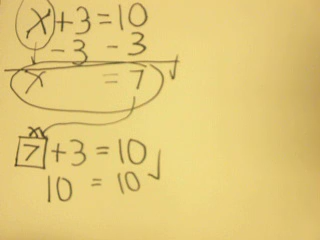 x+3=10
-3 -3
x = 7
x
7+3=10
10 = 10